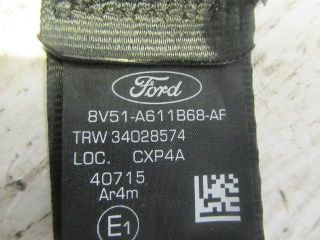 Ford
8V51-A611B68-AF
TRW 34028574
LOC. CXP4A
40715
Ar4m
E1